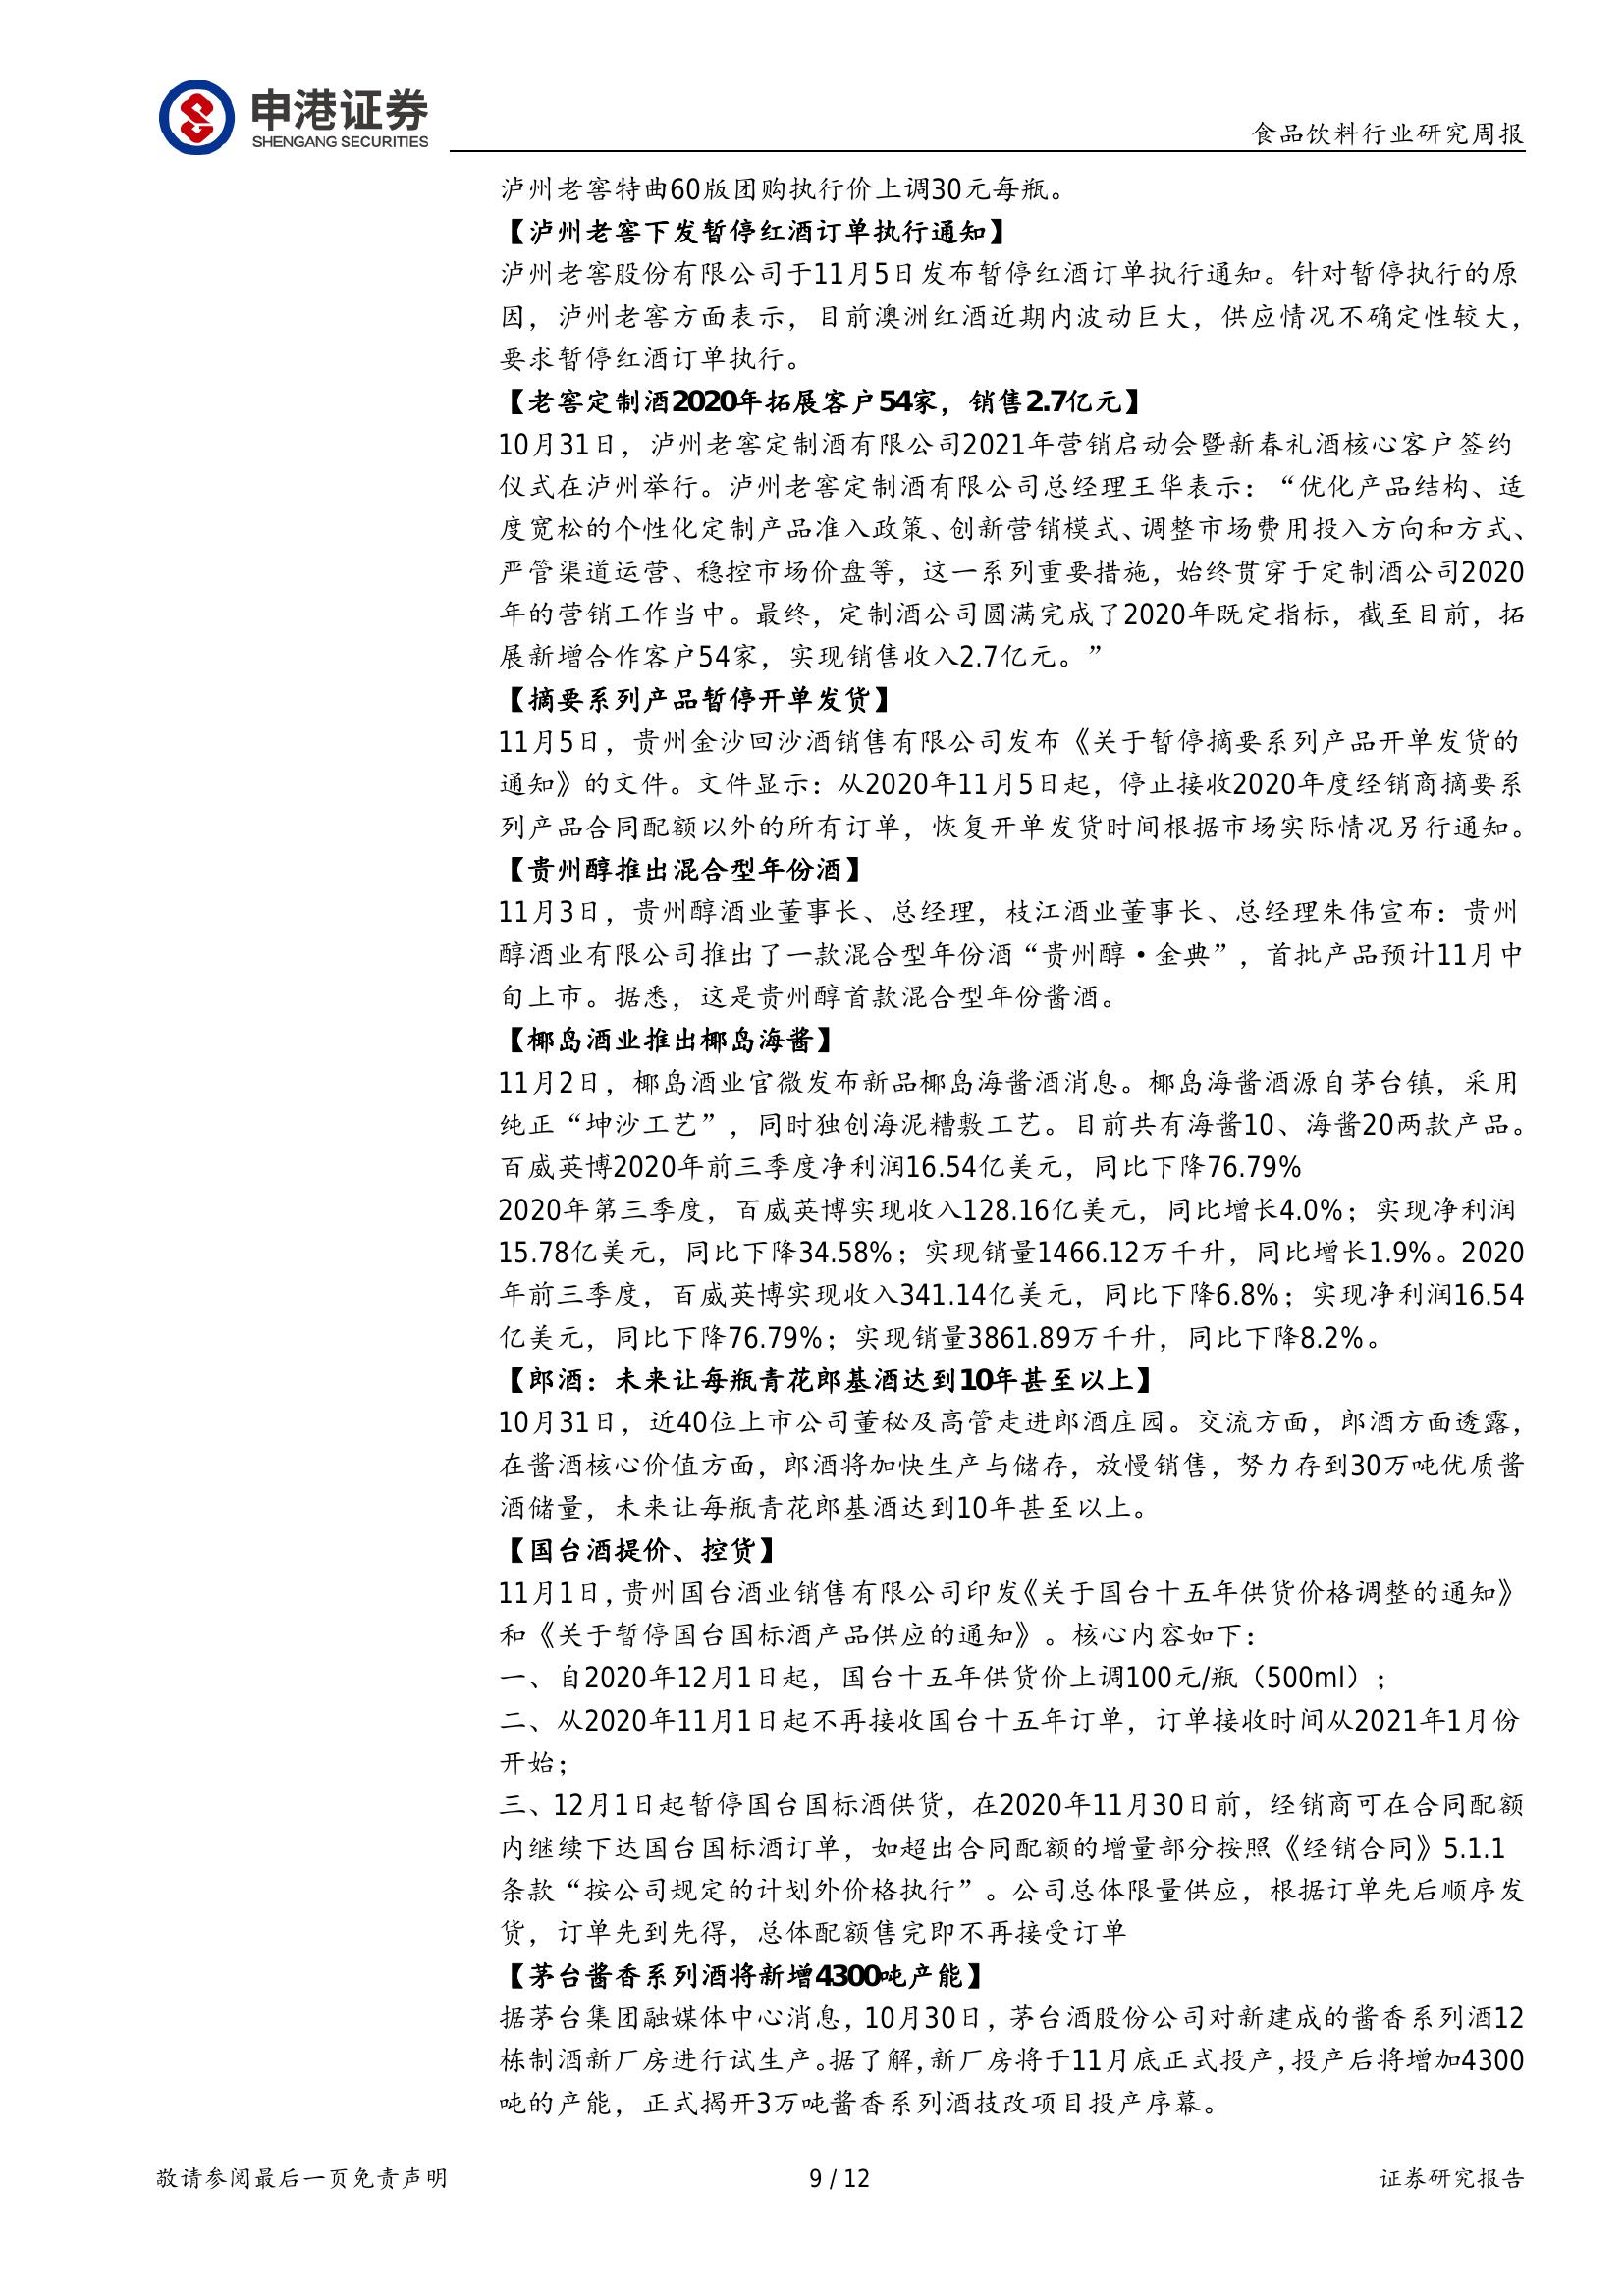 申港证券
SHENGANG SECURITIES
食品饮料行业研究周报
泸州老窖特曲60版团购执行价上调30元每瓶。
【泸州老窖下发暂停红酒订单执行通知】
泸州老窖股份有限公司于11月5日发布暂停红酒订单执行通知。针对暂停执行的原
因，泸州老窖方面表示，目前澳洲红酒近期内波动巨大，供应情况不确定性较大，
要求暂停红酒订单执行。
【老窖定制酒2020年拓展客户54家，销售2.7亿元】
10月31日，泸州老窖定制酒有限公司2021年营销启动会暨新春礼酒核心客户签约
仪式在泸州举行。泸州老窖定制酒有限公司总经理王华表示：“优化产品结构、适
度宽松的个性化定制产品准入政策、创新营销模式、调整市场费用投入方向和方式、
严管渠道运营、稳控市场价盘等，这一系列重要措施，始终贯穿于定制酒公司2020
年的营销工作当中。最终，定制酒公司圆满完成了2020年既定指标，截至目前，拓
展新增合作客户54家，实现销售收入2.7亿元。”
【摘要系列产品暂停开单发货】
11月5日，贵州金沙回沙酒销售有限公司发布《关于暂停摘要系列产品开单发货的
通知》的文件。文件显示：从2020年11月5日起，停止接收2020年度经销商摘要系
列产品合同配额以外的所有订单，恢复开单发货时间根据市场实际情况另行通知。
【贵州醇推出混合型年份酒】
11月3日，贵州醇酒业董事长、总经理，枝江酒业董事长、总经理朱伟宣布：贵州
醇酒业有限公司推出了一款混合型年份酒“贵州醇·金典”，首批产品预计11月中
旬上市。据悉，这是贵州醇首款混合型年份酱酒。
【椰岛酒业推出椰岛海酱】
11月2日，椰岛酒业官微发布新品椰岛海酱酒消息。椰岛海酱酒源自茅台镇，采用
纯正“坤沙工艺”，同时独创海泥糟敷工艺。目前共有海酱10、海酱20两款产品。
百威英博2020年前三季度净利润16.54亿美元，同比下降76.79%
2020年第三季度，百威英博实现收入128.16亿美元，同比增长4.0%；实现净利润
15.78亿美元，同比下降34.58%；实现销量1466.12万千升，同比增长1.9%。2020
年前三季度，百威英博实现收入341.14亿美元，同比下降6.8%；实现净利润16.54
亿美元，同比下降76.79%；实现销量3861.89万千升，同比下降8.2%。
【郎酒：未来让每瓶青花郎基酒达到10年甚至以上】
10月31日，近40位上市公司董秘及高管走进郎酒庄园。交流方面，郎酒方面透露，
在酱酒核心价值方面，郎酒将加快生产与储存，放慢销售，努力存到30万吨优质酱
酒储量，未来让每瓶青花郎基酒达到10年甚至以上。
【国台酒提价、控货】
11月1日，贵州国台酒业销售有限公司印发《关于国台十五年供货价格调整的通知》
和《关于暂停国台国标酒产品供应的通知》。核心内容如下：
一、自2020年12月1日起，国台十五年供货价上调100元/瓶（500ml）；
二、从2020年11月1日起不再接收国台十五年订单，订单接收时间从2021年1月份
开始；
三、12月1日起暂停国台国标酒供货，在2020年11月30日前，经销商可在合同配额
内继续下达国台国标酒订单，如超出合同配额的增量部分按照《经销合同》5.1.1
条款“按公司规定的计划外价格执行”。公司总体限量供应，根据订单先后顺序发
货，订单先到先得，总体配额售完即不再接受订单
【茅台酱香系列酒将新增4300吨产能】
据茅台集团融媒体中心消息，10月30日，茅台酒股份公司对新建成的酱香系列酒12
栋制酒新厂房进行试生产。据了解，新厂房将于11月底正式投产，投产后将增加4300
吨的产能，正式揭开3万吨酱香系列酒技改项目投产序幕。
敬请参阅最后一页免责声明
9 / 12
证券研究报告